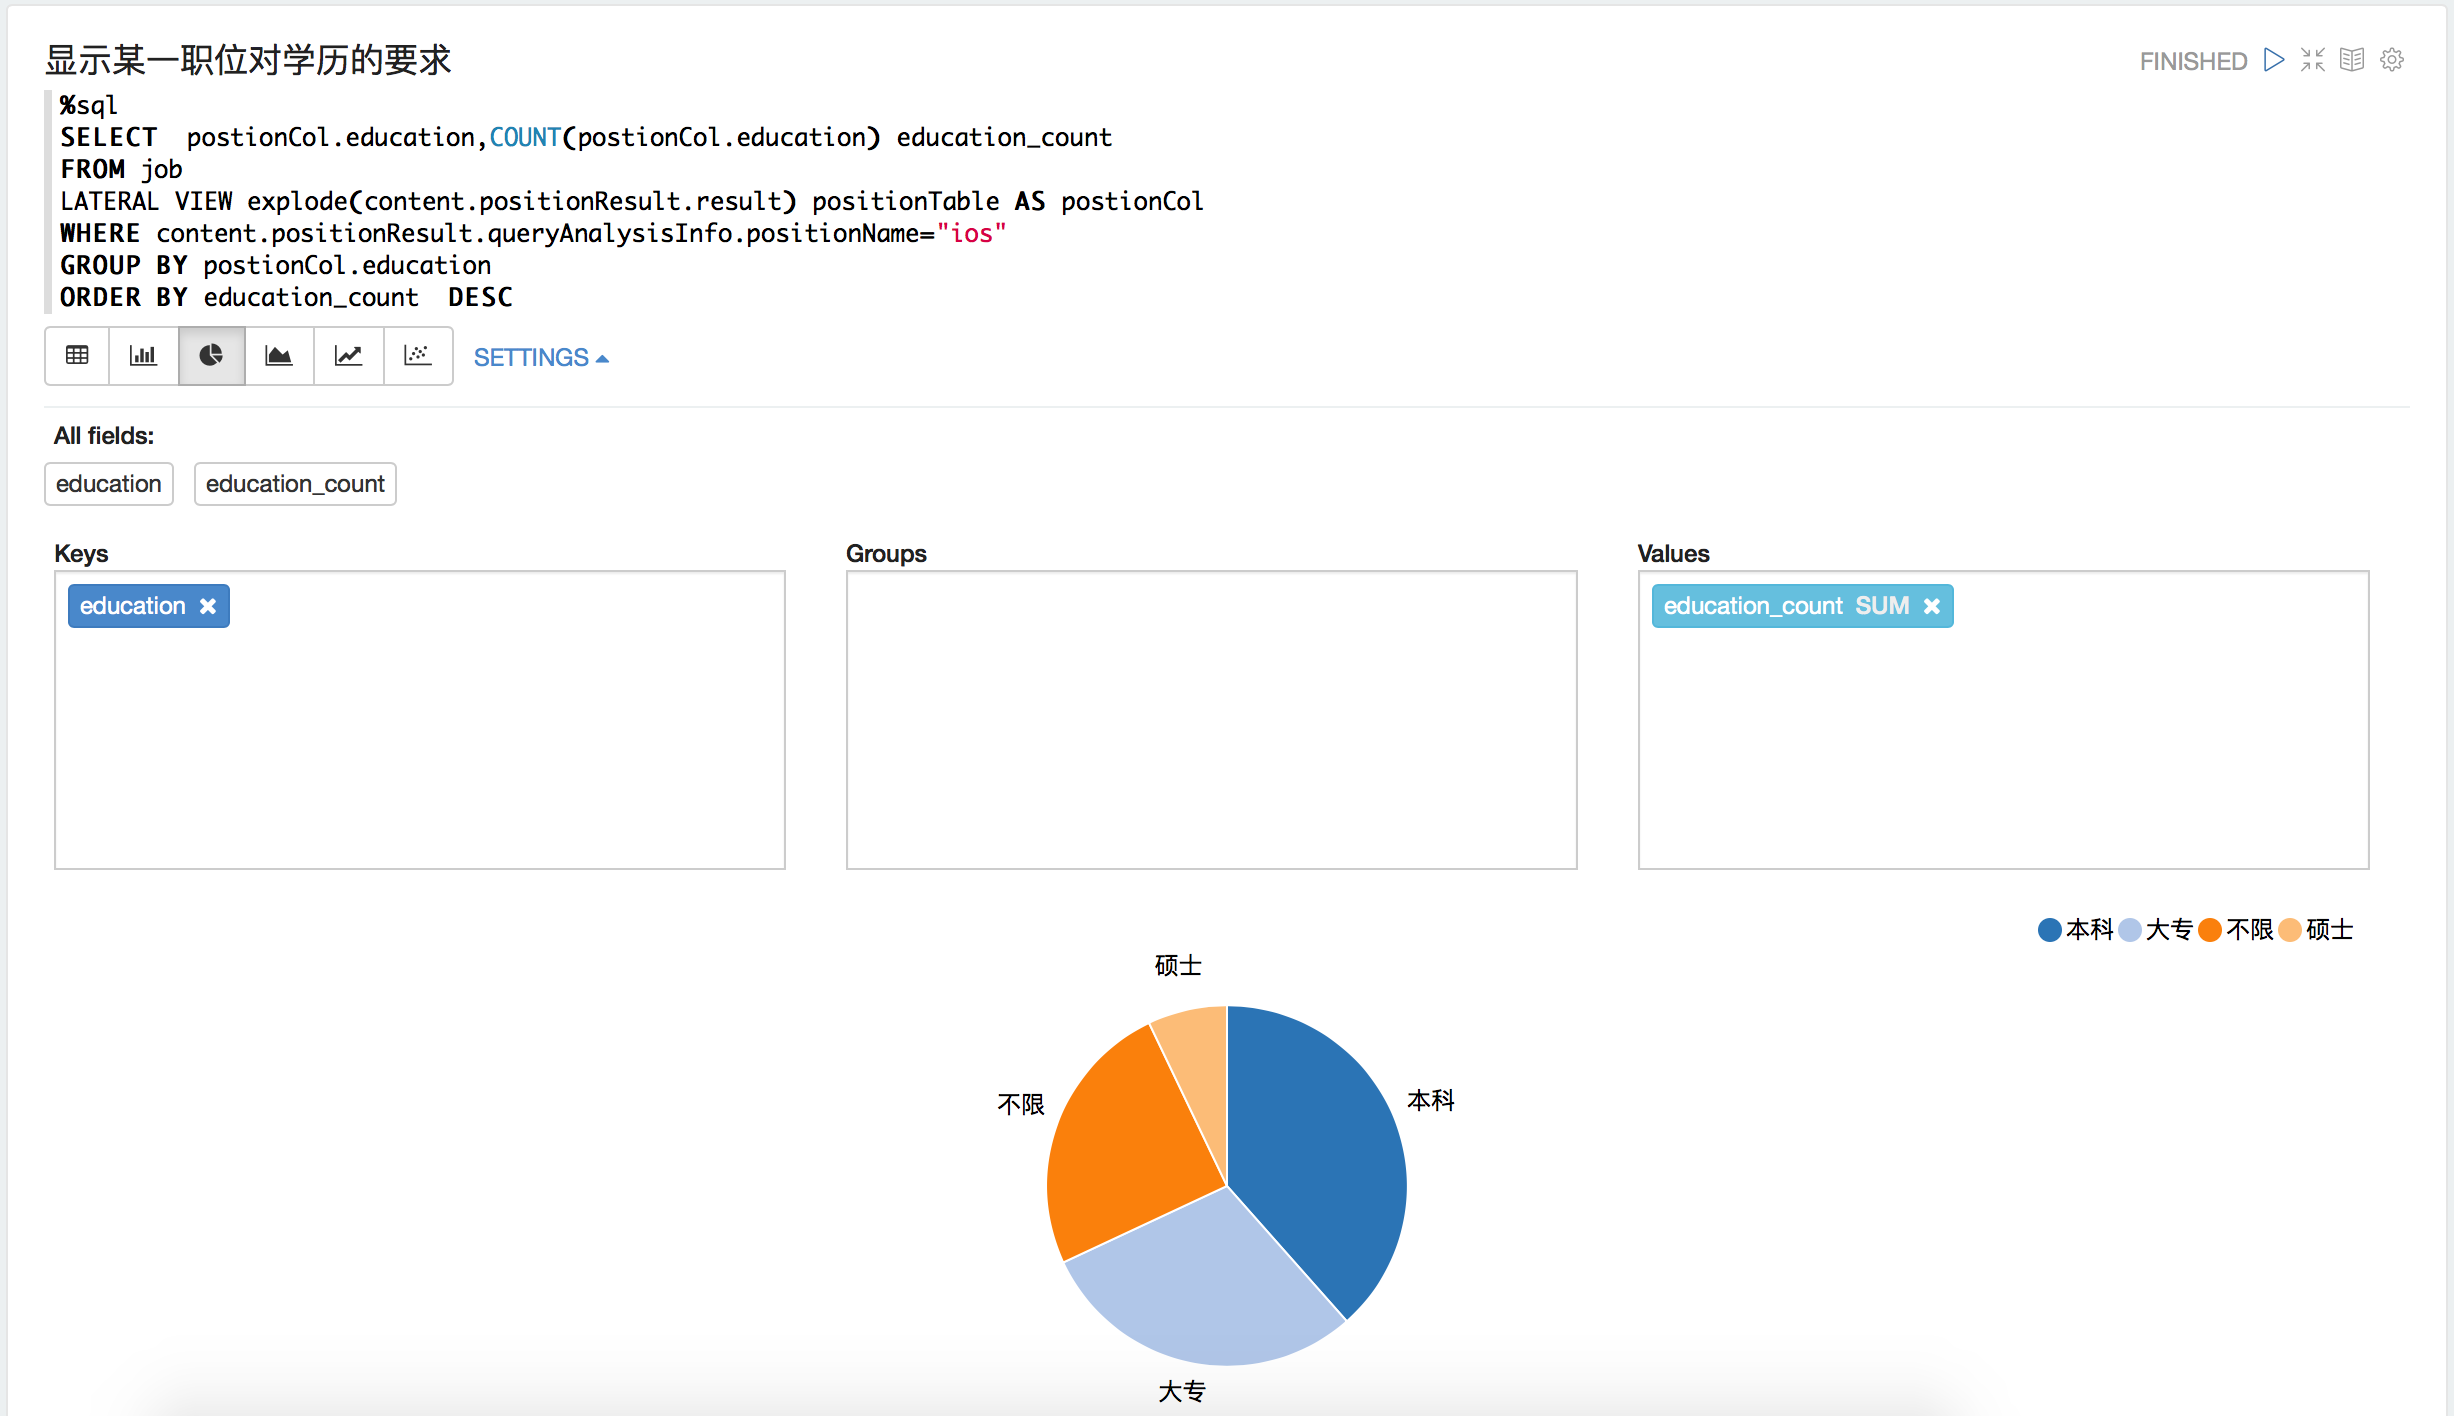 显示某一职位对学历的要求
FINISHED
%sql
SELECT  postionCol.education,COUNT(postionCol.education) education_count
FROM job
LATERAL VIEW explode(content.positionResult.result) positionTable AS postionCol
WHERE content.positionResult.queryAnalysisInfo.positionName="ios"
GROUP BY postionCol.education
ORDER BY education_count  DESC
SETTINGS
All fields:
education education_count
Keys Groups Values
education education_count SUM
本科 大专 不限 硕士
硕士
不限 本科
大专